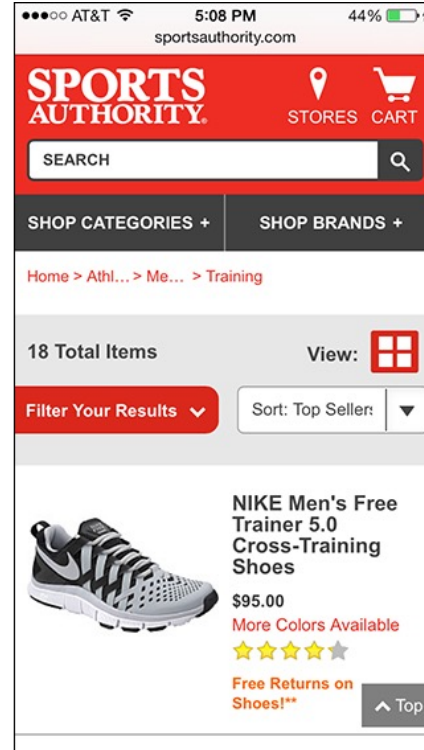 AT&T 5:08 PM 44%
sportsauthority.com
SPORTS
AUTHORITY.
STORES CART
SEARCH
SHOP CATEGORIES + SHOP BRANDS +
Home > Athl... > Me... > Training
18 Total Items View:
Filter Your Results Sort: Top Seller
NIKE Men's Free
Trainer 5.0
Cross-Training
Shoes
$95.00
More Colors Available
Free Returns on
Shoes!**
Top